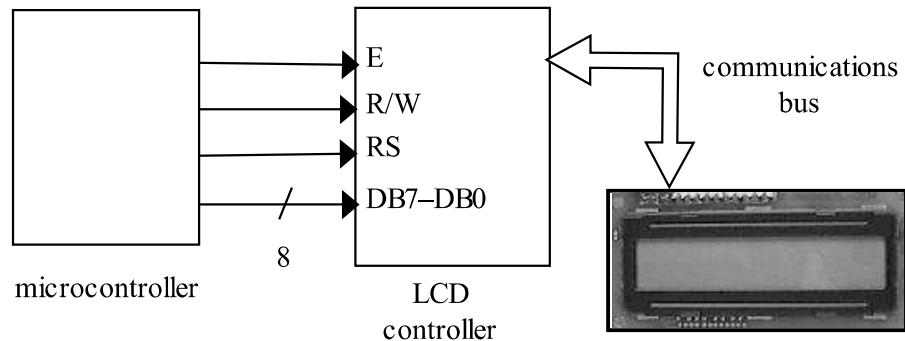 E
R/W
RS
DB7–DB0
8
microcontroller
LCD
controller
communications
bus